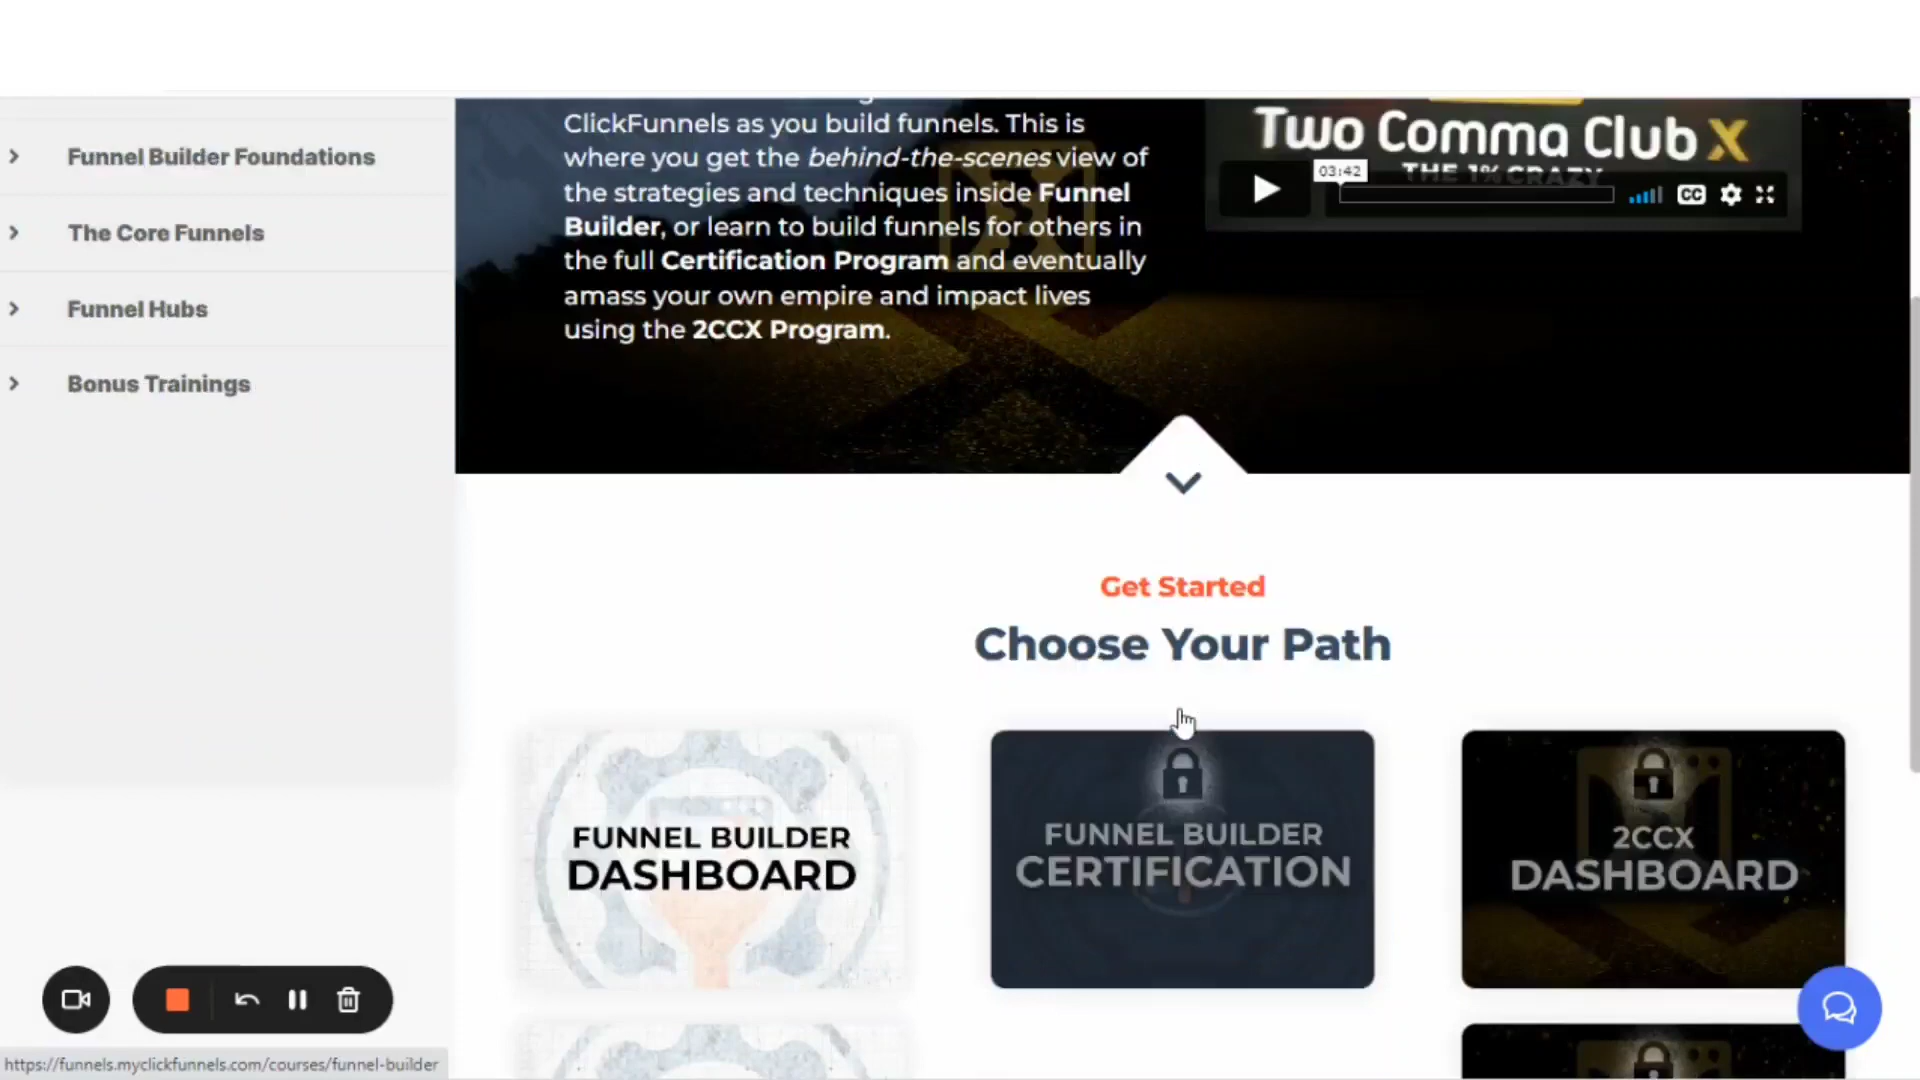 Funnel Builder Foundations
The Core Funnels
Funnel Hubs
Bonus Trainings
ClickFunnels as you build funnels. This is
where you get the behind-the-scenes view of
the strategies and techniques inside Funnel
Builder, or learn to build funnels for others in
the full Certification Program and eventually
amass your own empire and impact lives
using the 2CCX Program.
Two Comma Club X
THE 1% CRAZY
03:42
CC
Get Started
Choose Your Path
FUNNEL BUILDER
DASHBOARD
FUNNEL BUILDER
CERTIFICATION
2CCX
DASHBOARD
https://funnels.myclickfunnels.com/courses/funnel-builder